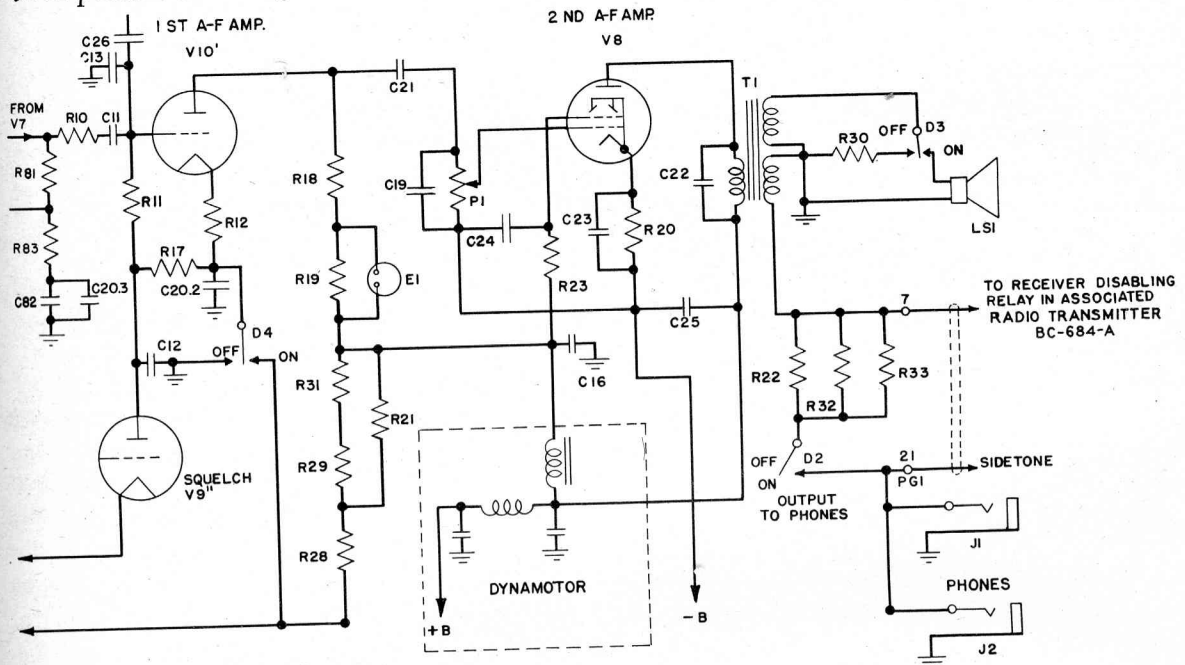 1 ST A-F AMP.
V10'
2 ND A-F AMP.
V8
C26
C13
FROM
V7
R10
C11
R81
R11
R12
R83
R17
C82
C20.3
C20.2
C12
OFF
D4
ON
SQUELCH
V9"
C21
R18
R19
E1
C19
P1
C24
R23
C23
R20
C25
C16
R31
R21
R29
R28
DYNAMOTOR
+B
-B
T1
C22
OFF
D3
R30
ON
LS1
7
TO RECEIVER DISABLING
RELAY IN ASSOCIATED
RADIO TRANSMITTER
BC-684-A
R22
R32
R33
OFF
D2
ON
OUTPUT
TO PHONES
21
PG1
SIDETONE
J1
PHONES
J2